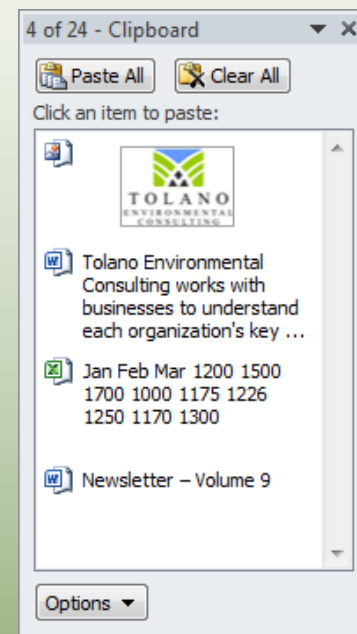 4 of 24 - Clipboard
Paste All Clear All
Click an item to paste:
TOLANO
ENVIRONMENTAL
CONSULTING
Tolano Environmental
Consulting works with
businesses to understand
each organization's key ...
Jan Feb Mar 1200 1500
1700 1000 1175 1226
1250 1170 1300
Newsletter – Volume 9
Options